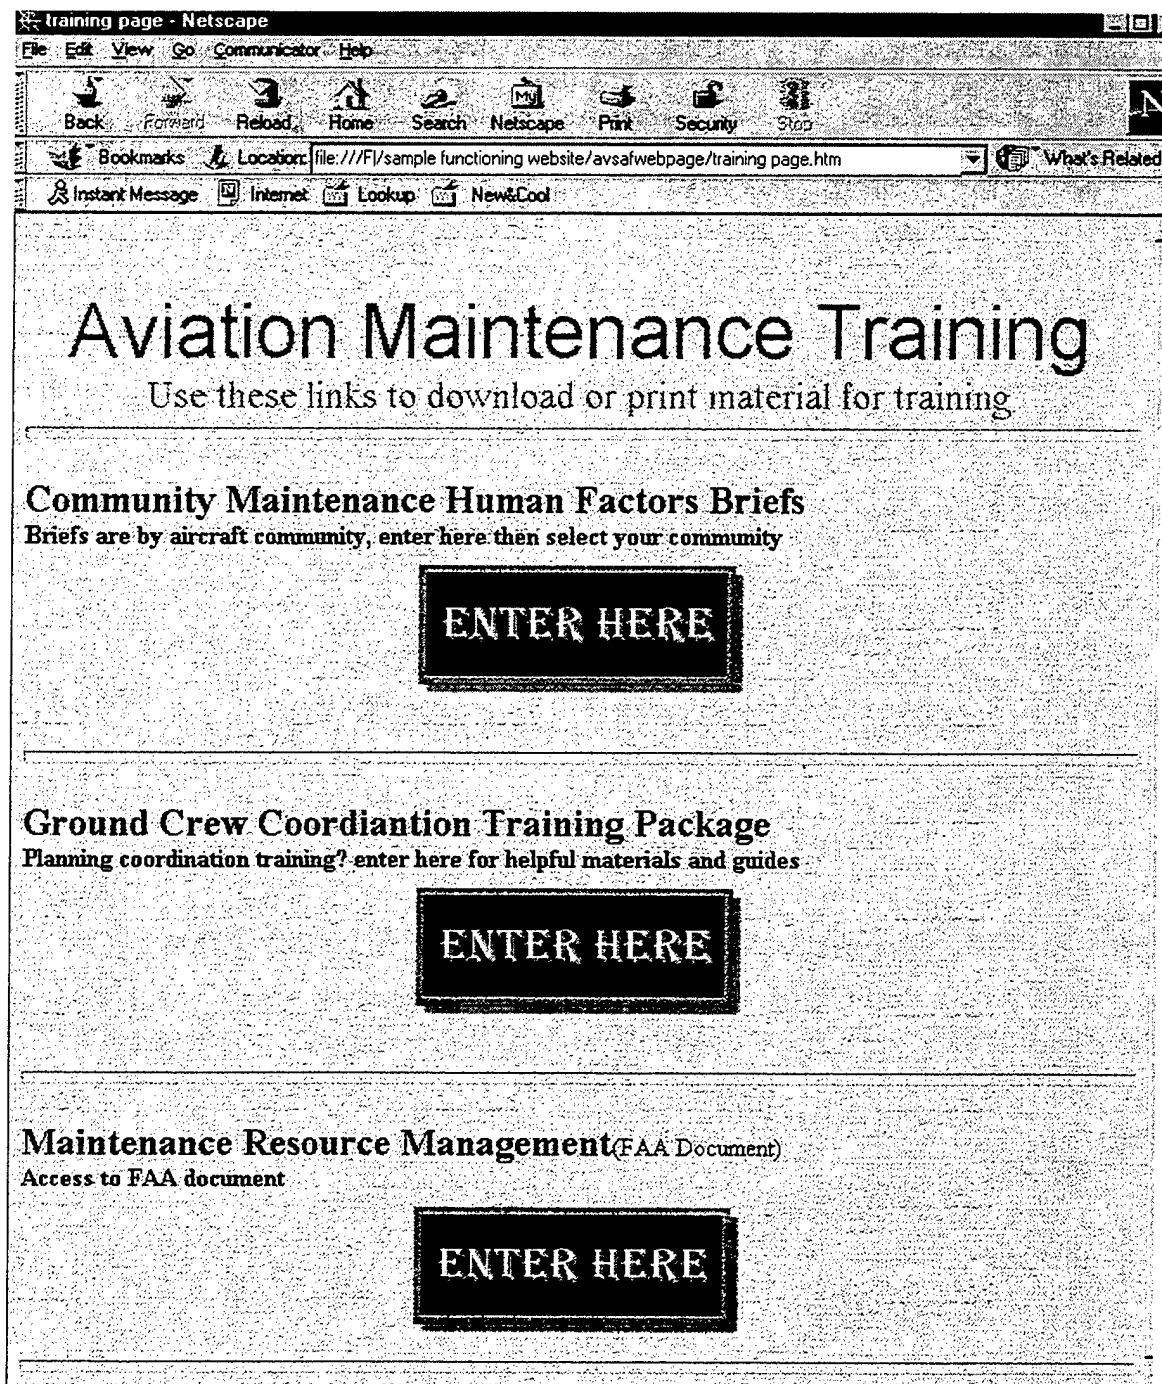 training page - Netscape
File Edit View Go Communicator Help
Back Forward Reload Home Search Netscape Print Security Stop
My
N
Bookmarks Location: file:///F|/sample functioning website/avsafwebpage/training page.htm What's Related
Instant Message Internet Lookup New&Cool
Aviation Maintenance Training
Use these links to download or print material for training
Community Maintenance Human Factors Briefs
Briefs are by aircraft community, enter here then select your community
ENTER HERE
Ground Crew Coordiantion Training Package
Planning coordination training? enter here for helpful materials and guides
ENTER HERE
Maintenance Resource Management(FAA Document)
Access to FAA document
ENTER HERE